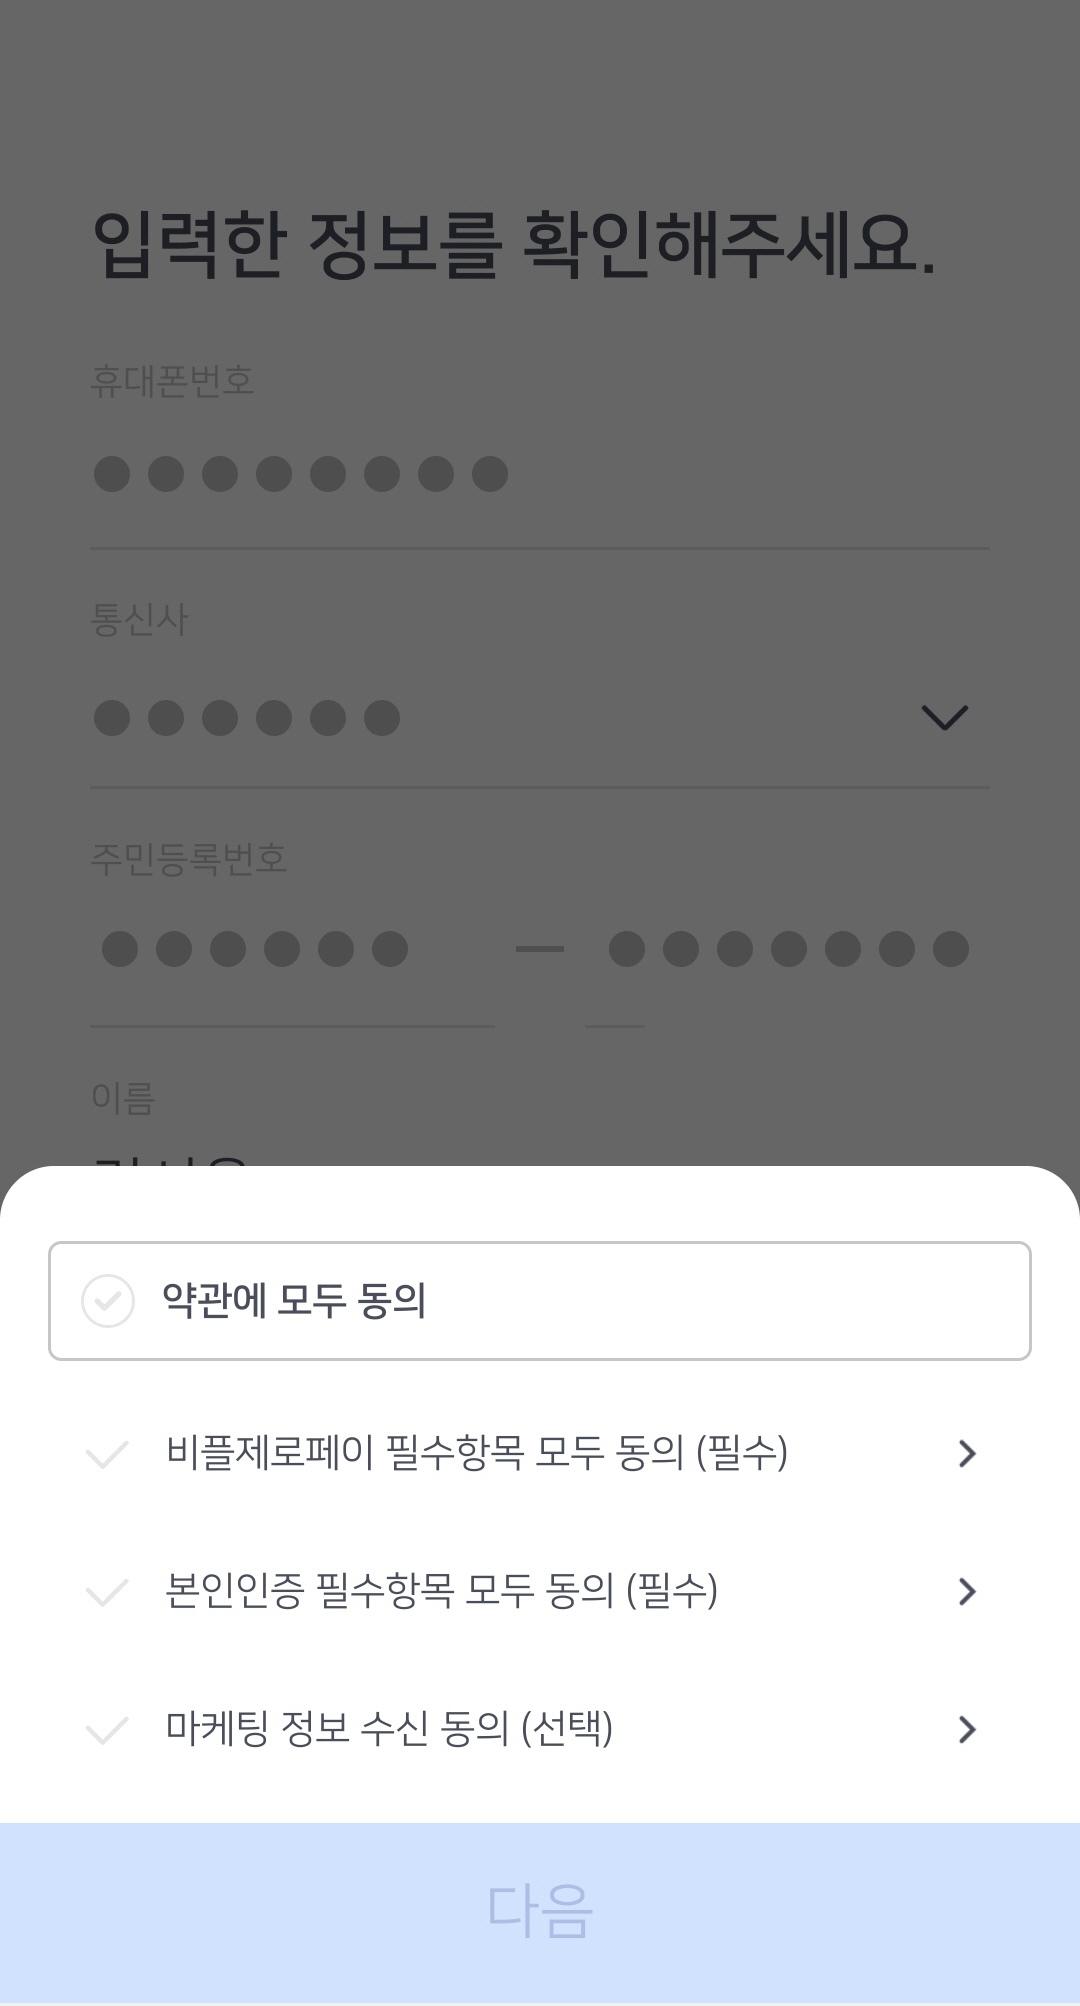 입력한 정보를 확인해주세요.
휴대폰번호
●●●●●●●●
통신사
●●●●●●
주민등록번호
●●●●●● — ●●●●●●●
이름
약관에 모두 동의
비플제로페이 필수항목 모두 동의 (필수)
본인인증 필수항목 모두 동의 (필수)
마케팅 정보 수신 동의 (선택)
다음